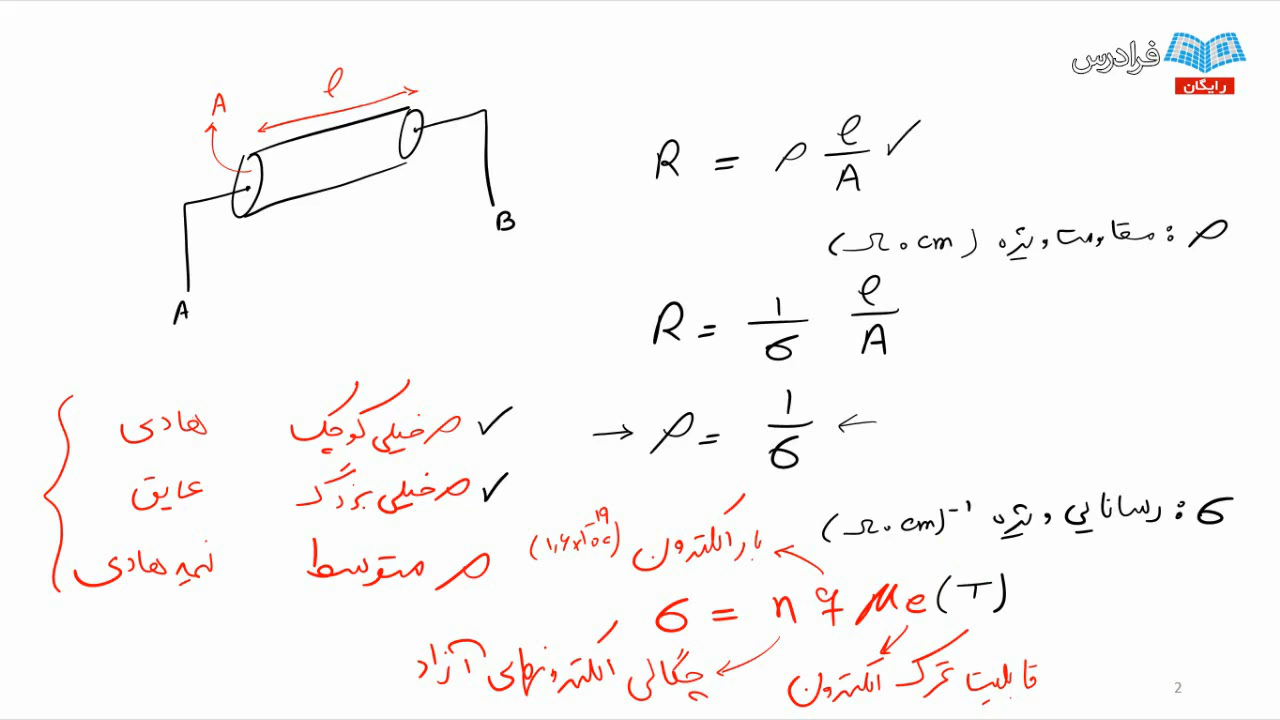 فرادرس
رایگان
l
A
A
B
R = ρ l/A ✓
ρ : مقاومت ویژه (Ω.cm)
R = 1/σ l/A
→ ρ = 1/σ ←
σ : رسانایی ویژه (Ω.cm)⁻¹
✓ ρ خیلی کوچک هادی
✓ ρ خیلی بزرگ عایق
ρ متوسط نیمه هادی
بار الکترون (1,6×10⁻¹⁹c)
σ = n q μe (T)
قابلیت تحرک الکترون
چگالی الکترونهای آزاد
2